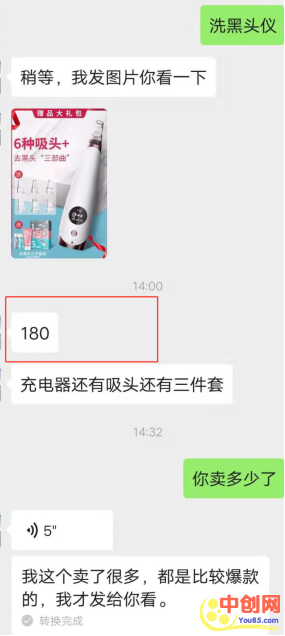 洗黑头仪
稍等，我发图片你看一下
赠品大礼包
6种吸头+
去黑头“三部曲”
14:00
180
充电器还有吸头还有三件套
14:32
你卖多少了
5"
我这个卖了很多，都是比较爆款
的，我才发给你看。
转换完成
中创网
You85.com